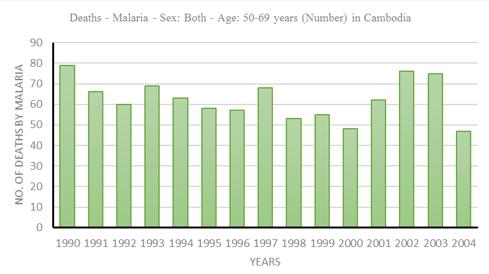 Deaths - Malaria - Sex: Both - Age: 50-69 years (Number) in Cambodia
NO. OF DEATHS BY MALARIA
90
80
70
60
50
40
30
20
10
0
1990 1991 1992 1993 1994 1995 1996 1997 1998 1999 2000 2001 2002 2003 2004
YEARS